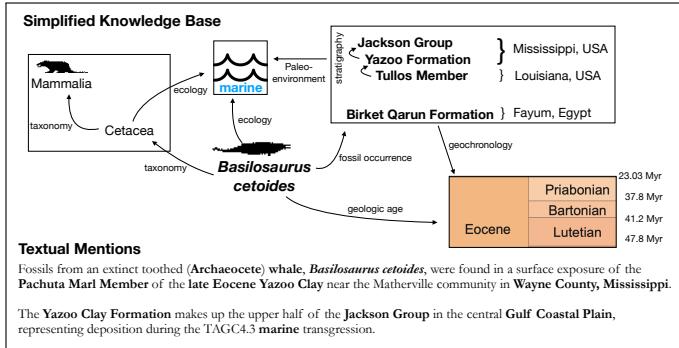 Simplified Knowledge Base
Mammalia
taxonomy
Cetacea
ecology
marine
ecology
Paleo-
environment
stratigraphy
Jackson Group
Yazoo Formation
Tullos Member
} Mississippi, USA
} Louisiana, USA
Birket Qarun Formation } Fayum, Egypt
taxonomy
Basilosaurus
cetoides
fossil occurrence
geochronology
geologic age
Eocene
Priabonian
Bartonian
Lutetian
23.03 Myr
37.8 Myr
41.2 Myr
47.8 Myr
Textual Mentions
Fossils from an extinct toothed (Archaeocete) whale, Basilosaurus cetoides, were found in a surface exposure of the
Pachuta Marl Member of the late Eocene Yazoo Clay near the Matherville community in Wayne County, Mississippi.
The Yazoo Clay Formation makes up the upper half of the Jackson Group in the central Gulf Coastal Plain,
representing deposition during the TAGC4.3 marine transgression.